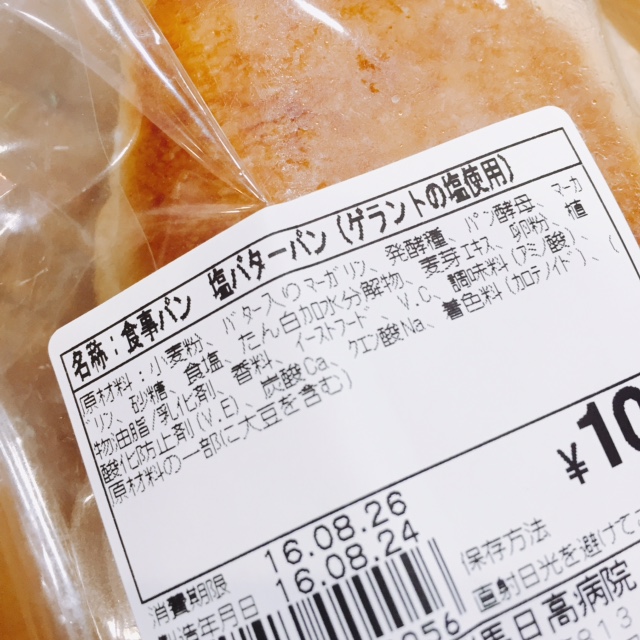 名称：食事パン　塩バターパン（ゲラントの塩使用）
原材料：小麦粉、バター入りマーガリン、発酵種、パン酵母、マーガ
リン、砂糖、食塩、たん白加水分解物、麦芽エキス、卵粉、（植
物油脂/乳化剤、香料、イーストフード、V.C、調味料（アミノ酸）、
酸化防止剤（V.E）、炭酸Ca、クエン酸Na、着色料（カロテノイド）、（
原材料の一部に大豆を含む）
¥10
消費期限　16.08.26
製造年月日　16.08.24
保存方法
直射日光を避けて
056
春日高病院